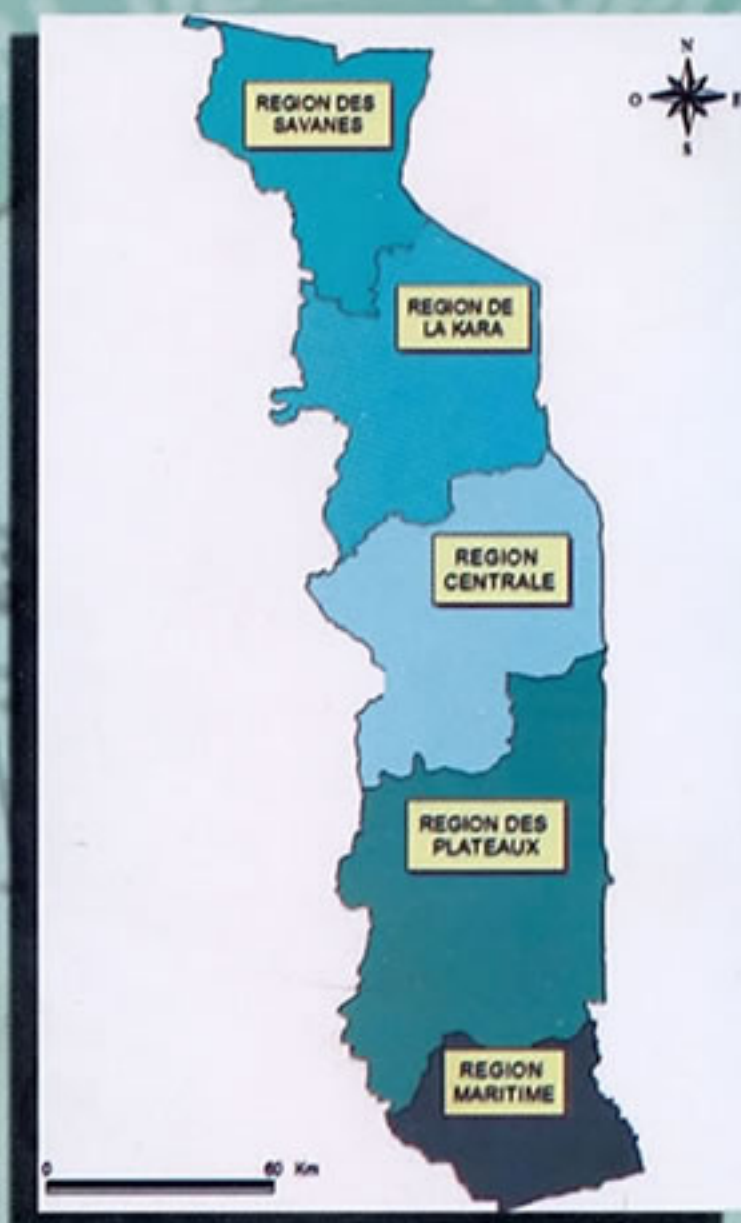 N
O E
S
REGION DES
SAVANES
REGION DE
LA KARA
REGION
CENTRALE
REGION DES
PLATEAUX
REGION
MARITIME
0 60 Km